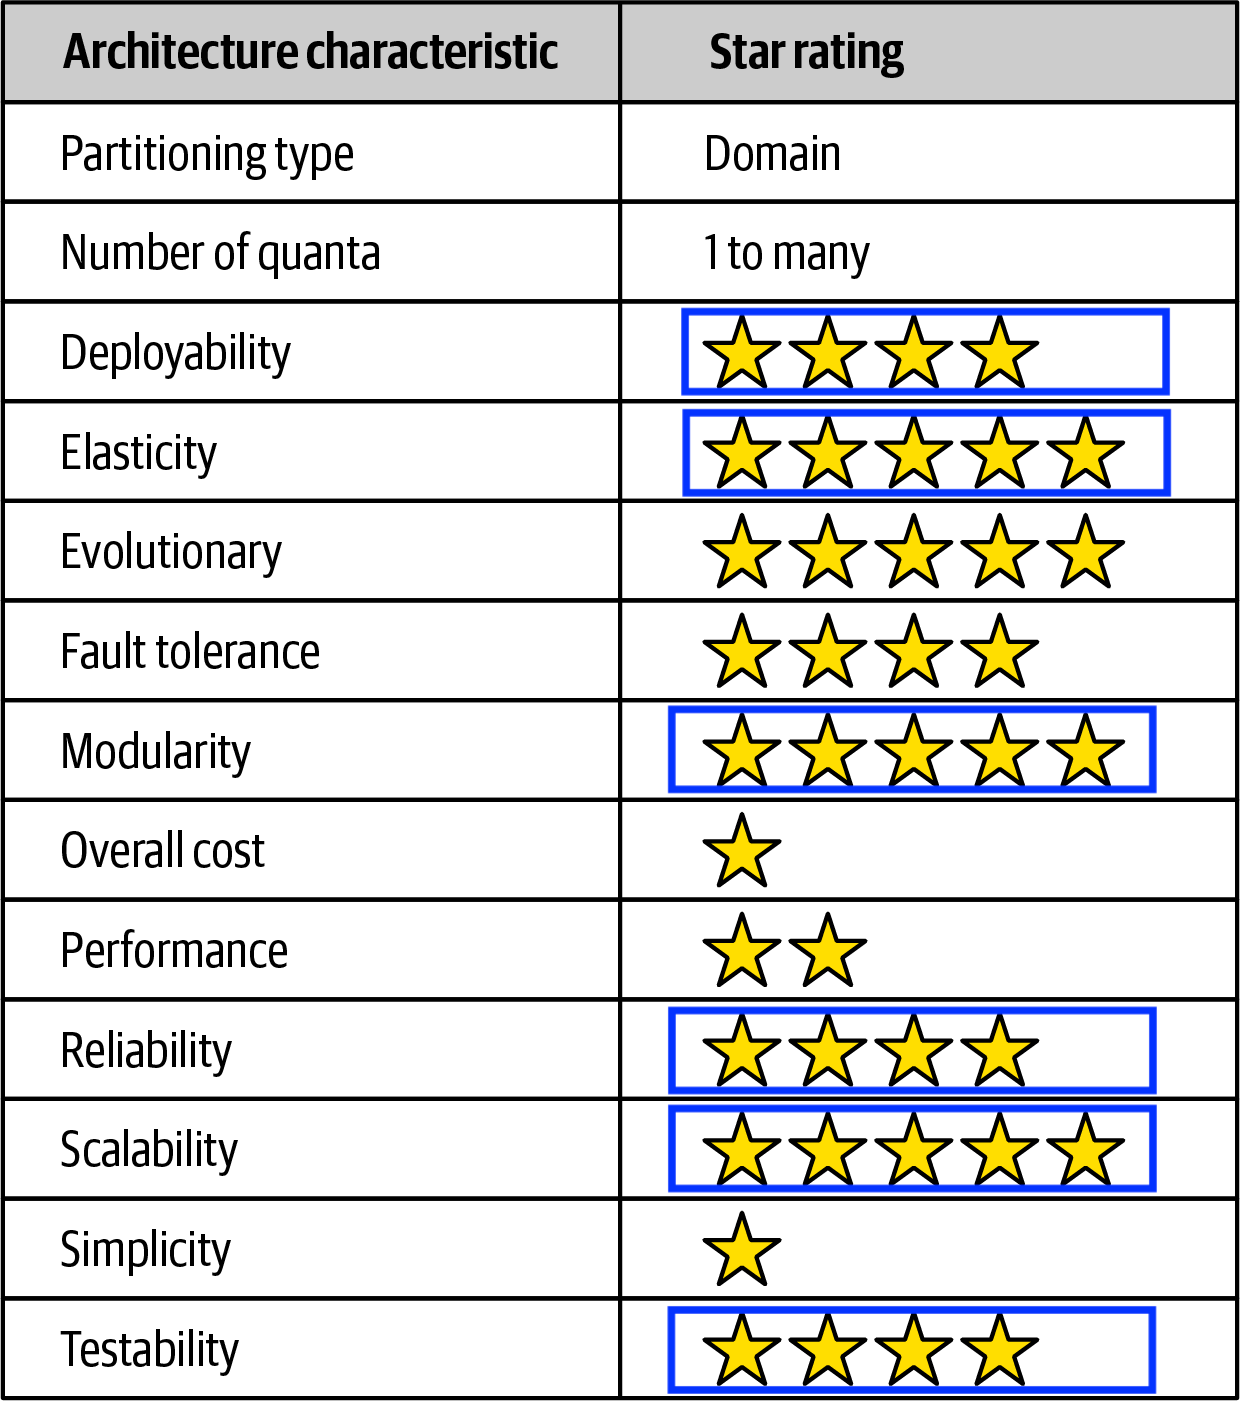 Architecture characteristic Star rating
Partitioning type Domain
Number of quanta 1 to many
Deployability
Elasticity
Evolutionary
Fault tolerance
Modularity
Overall cost
Performance
Reliability
Scalability
Simplicity
Testability